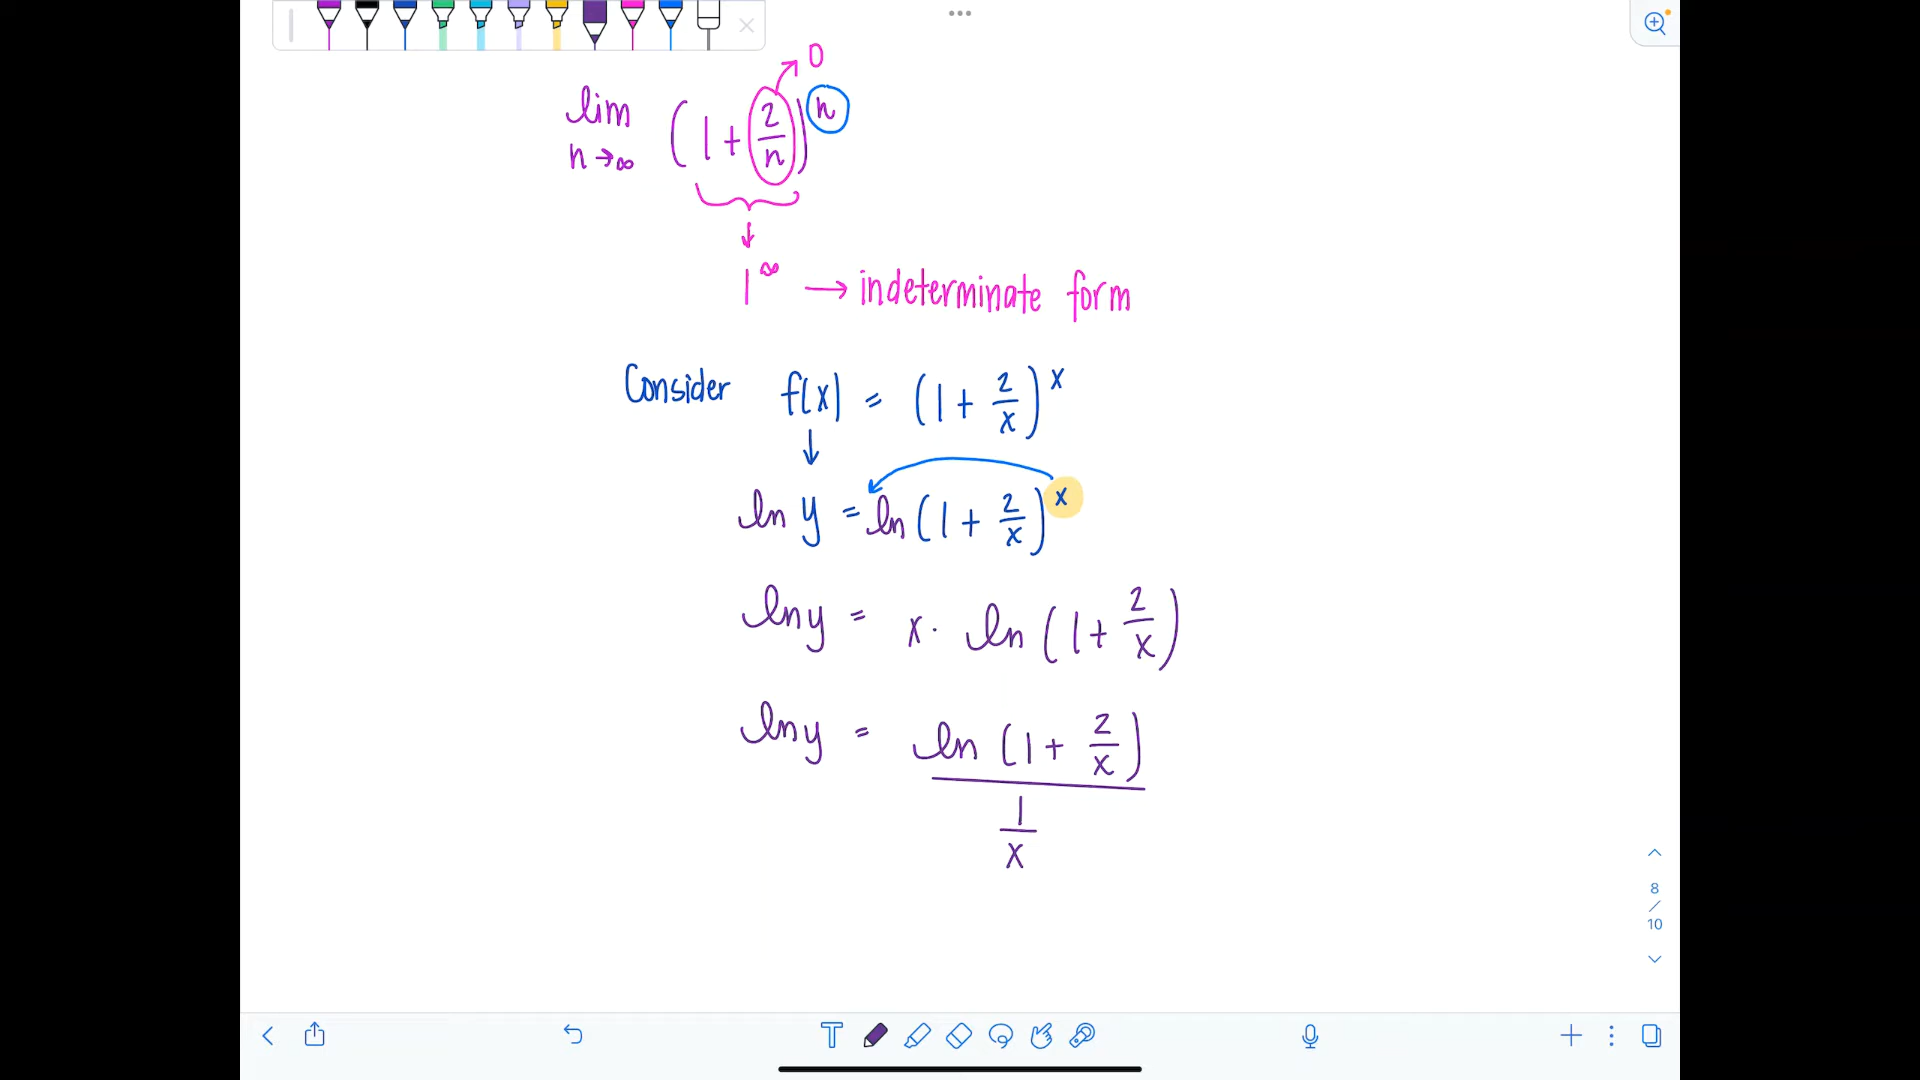 0
lim n→∞ (1 + 2/n)^n
1^∞ → indeterminate form
Consider f(x) = (1 + 2/x)^x
ln y = ln (1 + 2/x)^x
ln y = x · ln (1 + 2/x)
ln y = ln (1 + 2/x) / (1/x)
8
/
10
T